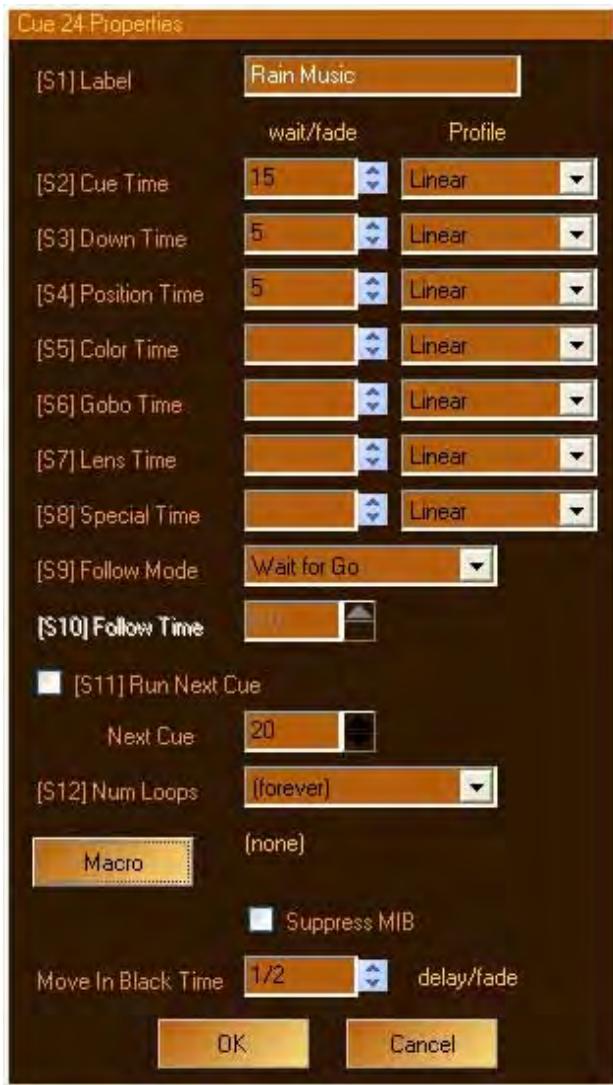 Cue 24 Properties
[S1] Label Rain Music
wait/fade Profile
[S2] Cue Time 15 Linear
[S3] Down Time 5 Linear
[S4] Position Time 5 Linear
[S5] Color Time Linear
[S6] Gobo Time Linear
[S7] Lens Time Linear
[S8] Special Time Linear
[S9] Follow Mode Wait for Go
[S10] Follow Time
[S11] Run Next Cue
Next Cue 20
[S12] Num Loops (forever)
Macro (none)
Suppress MIB
Move In Black Time 1/2 delay/fade
OK Cancel